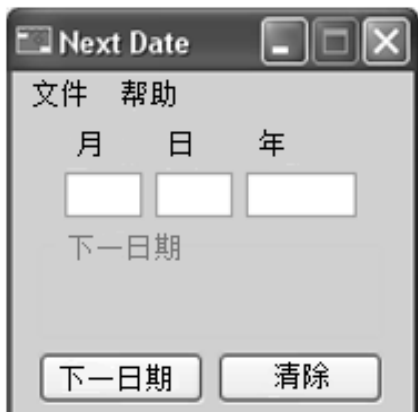 Next Date
文件 帮助
月 日 年
下一日期
下一日期 清除